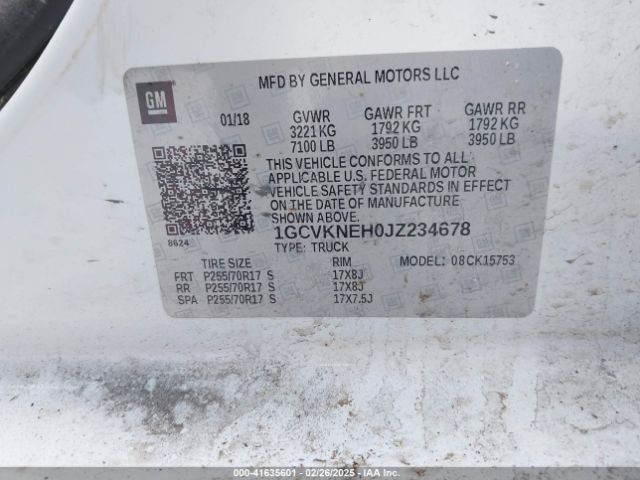 MFD BY GENERAL MOTORS LLC
GM
01/18 GVWR GAWR FRT GAWR RR
3221 KG 1792 KG 1792 KG
7100 LB 3950 LB 3950 LB
THIS VEHICLE CONFORMS TO ALL
APPLICABLE U.S. FEDERAL MOTOR
VEHICLE SAFETY STANDARDS IN EFFECT
ON THE DATE OF MANUFACTURE
SHOWN ABOVE.
8624
1GCVKNEH0JZ234678
TYPE: TRUCK
TIRE SIZE RIM MODEL: 08CK15753
FRT P255/70R17 S 17X8J
RR P255/70R17 S 17X8J
SPA P255/70R17 S 17X7.5J
000-41635601 - 02/26/2025 - IAAI.com